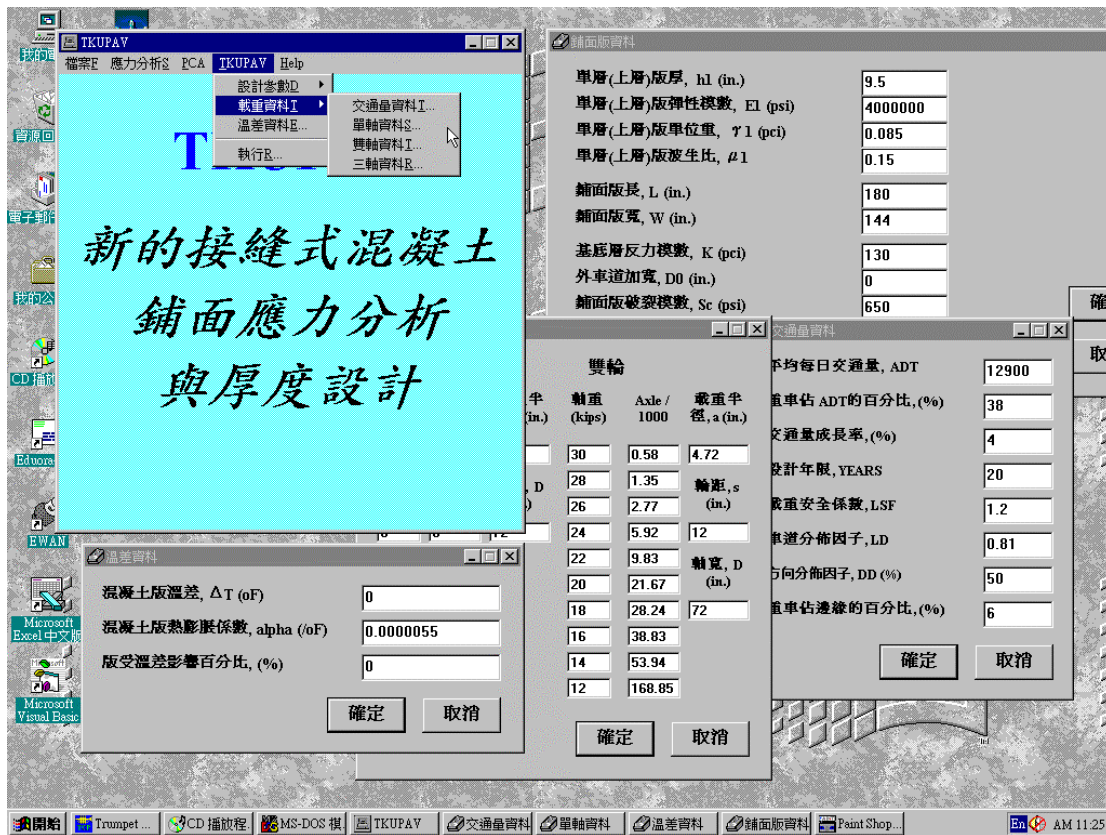 TKUPAV
檔案F 應力分析S PCA TKUPAV Help
設計參數D
載重資料T
溫差資料E...
執行R...
交通量資料T...
單軸資料S...
雙軸資料T...
三軸資料R...
新的接縫式混凝土
鋪面應力分析
與厚度設計
鋪面版資料
單層(上層)版厚, h1 (in.) 9.5
單層(上層)版彈性模數, E1 (psi) 4000000
單層(上層)版單位重, γ1 (pci) 0.085
單層(上層)版波生比, μ1 0.15
鋪面版長, L (in.) 180
鋪面版寬, W (in.) 144
基底層反力模數, K (pci) 130
外車道加寬, D0 (in.) 0
鋪面版破裂模數, Sc (psi) 650
雙輪
軸重 (kips)
Axle / 1000
載重半徑, a (in.)
30 0.58 4.72
28 1.35
26 2.77
24 5.92 12
22 9.83
20 21.67
18 28.24 72
16 38.83
14 53.94
12 168.85
輪距, s (in.)
軸寬, D (in.)
確定 取消
交通量資料
平均每日交通量, ADT 12900
重車佔 ADT的百分比, (%) 38
交通量成長率, (%) 4
設計年限, YEARS 20
載重安全係數, LSF 1.2
車道分佈因子, LD 0.81
方向分佈因子, DD (%) 50
重車佔邊緣的百分比, (%) 6
確定 取消
溫差資料
混凝土版溫差, ΔT (oF) 0
混凝土版熱膨脹係數, alpha (/oF) 0.0000055
版受溫差影響百分比, (%) 0
確定 取消
EWAN
Microsoft
Excel 中文版
Microsoft
Visual Basic
開始 Trumpet ... CD 播放程. MS-DOS 模. TKUPAV 交通量資料 單軸資料 溫差資料 鋪面版資料 Paint Shop... En AM 11:25